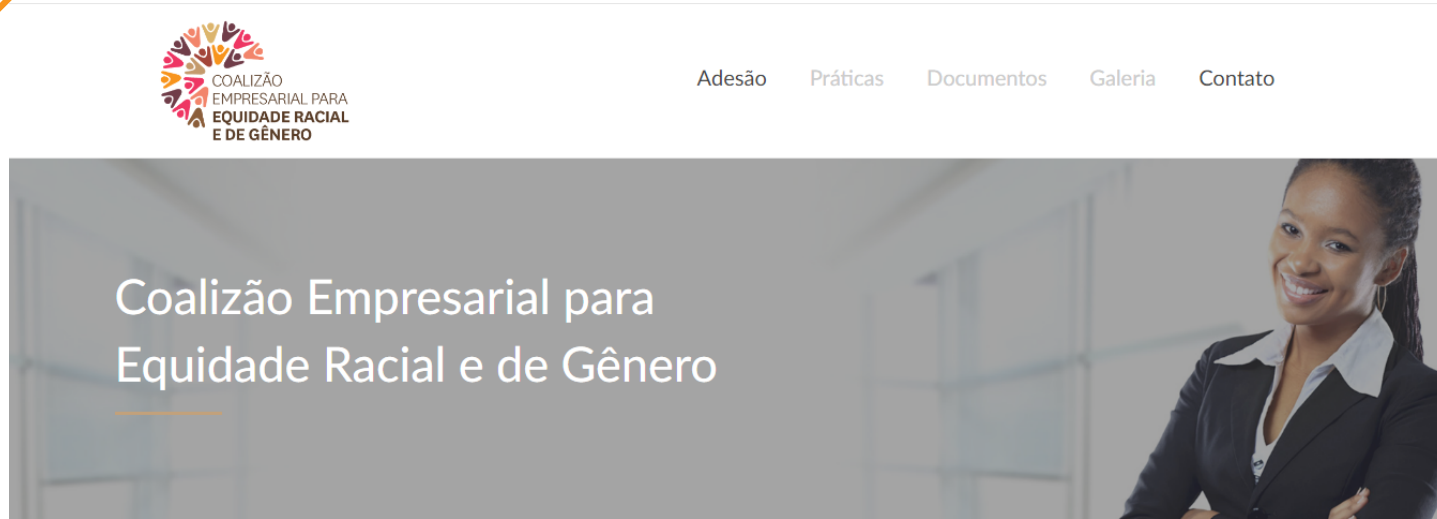 COALIZÃO
EMPRESARIAL PARA
EQUIDADE RACIAL
E DE GÊNERO
Adesão Práticas Documentos Galeria Contato
Coalizão Empresarial para
Equidade Racial e de Gênero